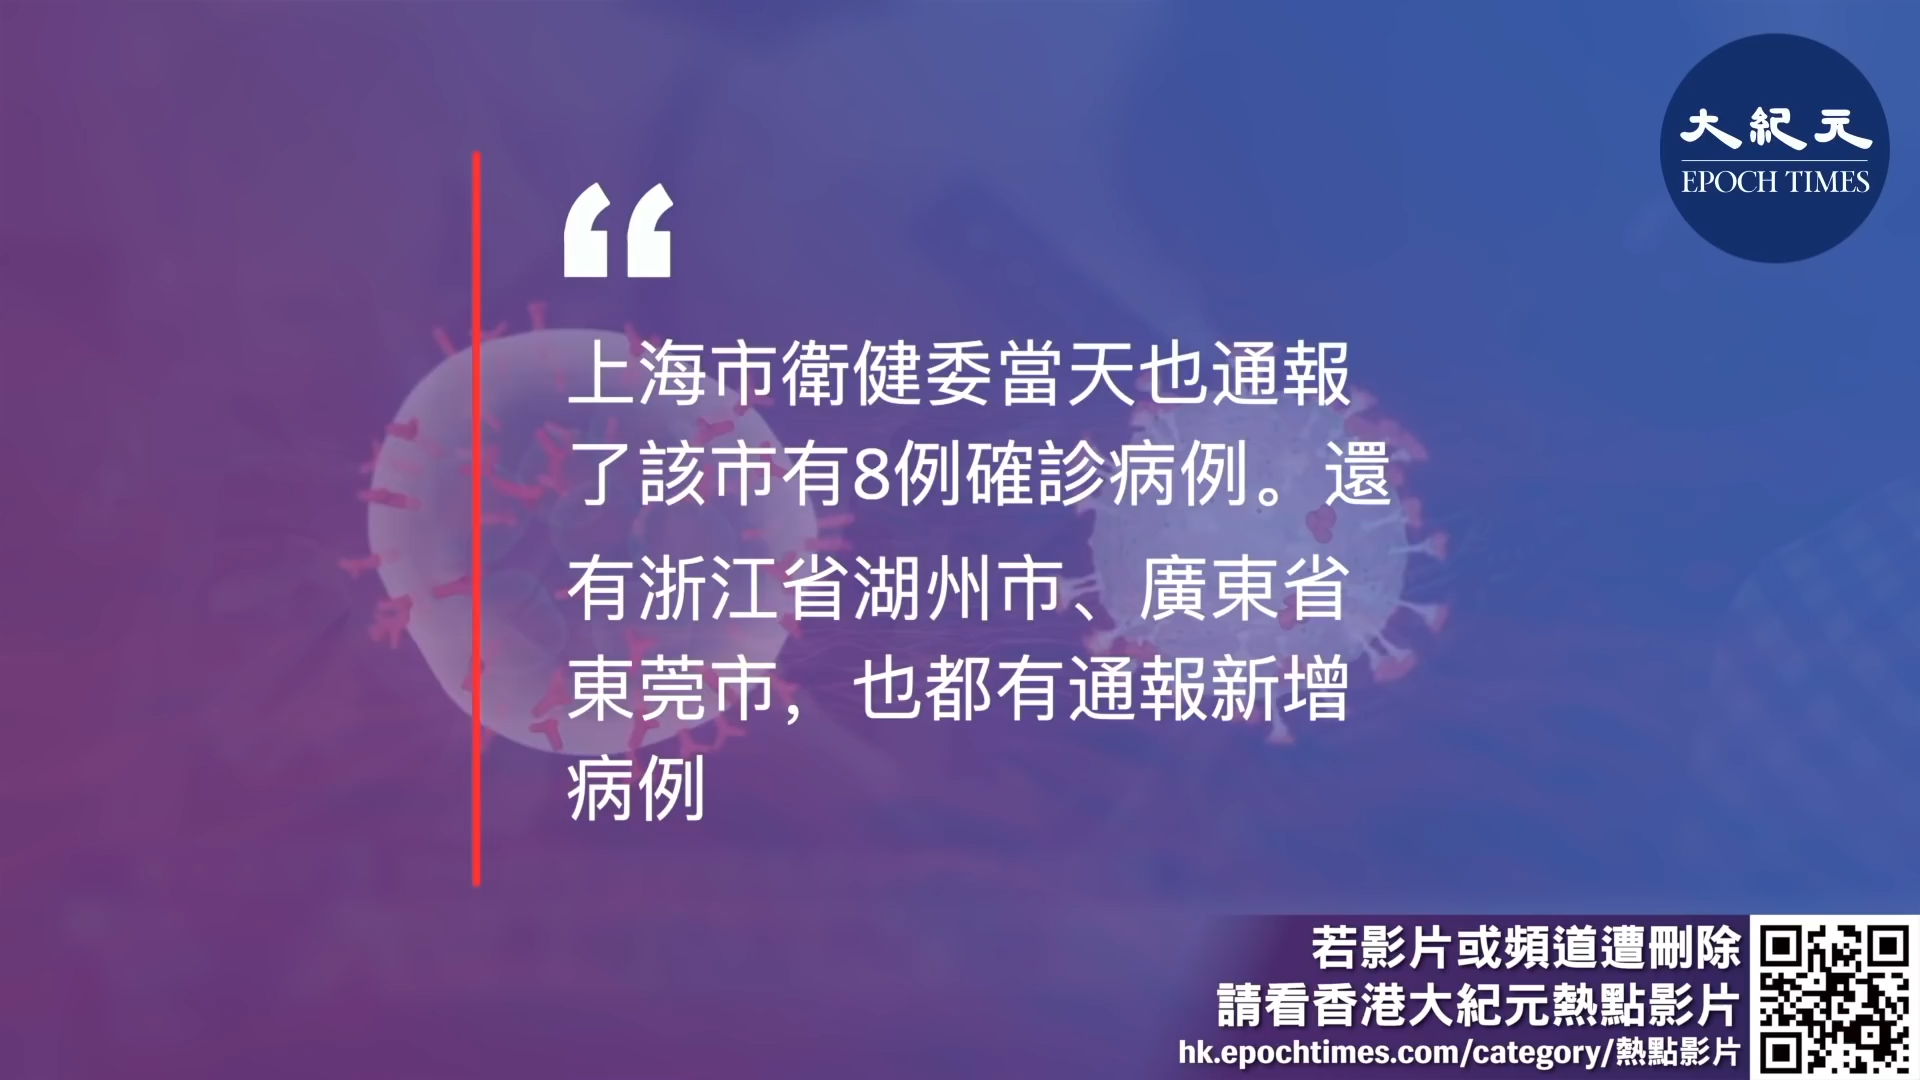 大紀元
EPOCH TIMES
上海市衛健委當天也通報
了該市有8例確診病例。還
有浙江省湖州市、廣東省
東莞市，也都有通報新增
病例
若影片或頻道遭刪除
請看香港大紀元熱點影片
hk.epochtimes.com/category/熱點影片